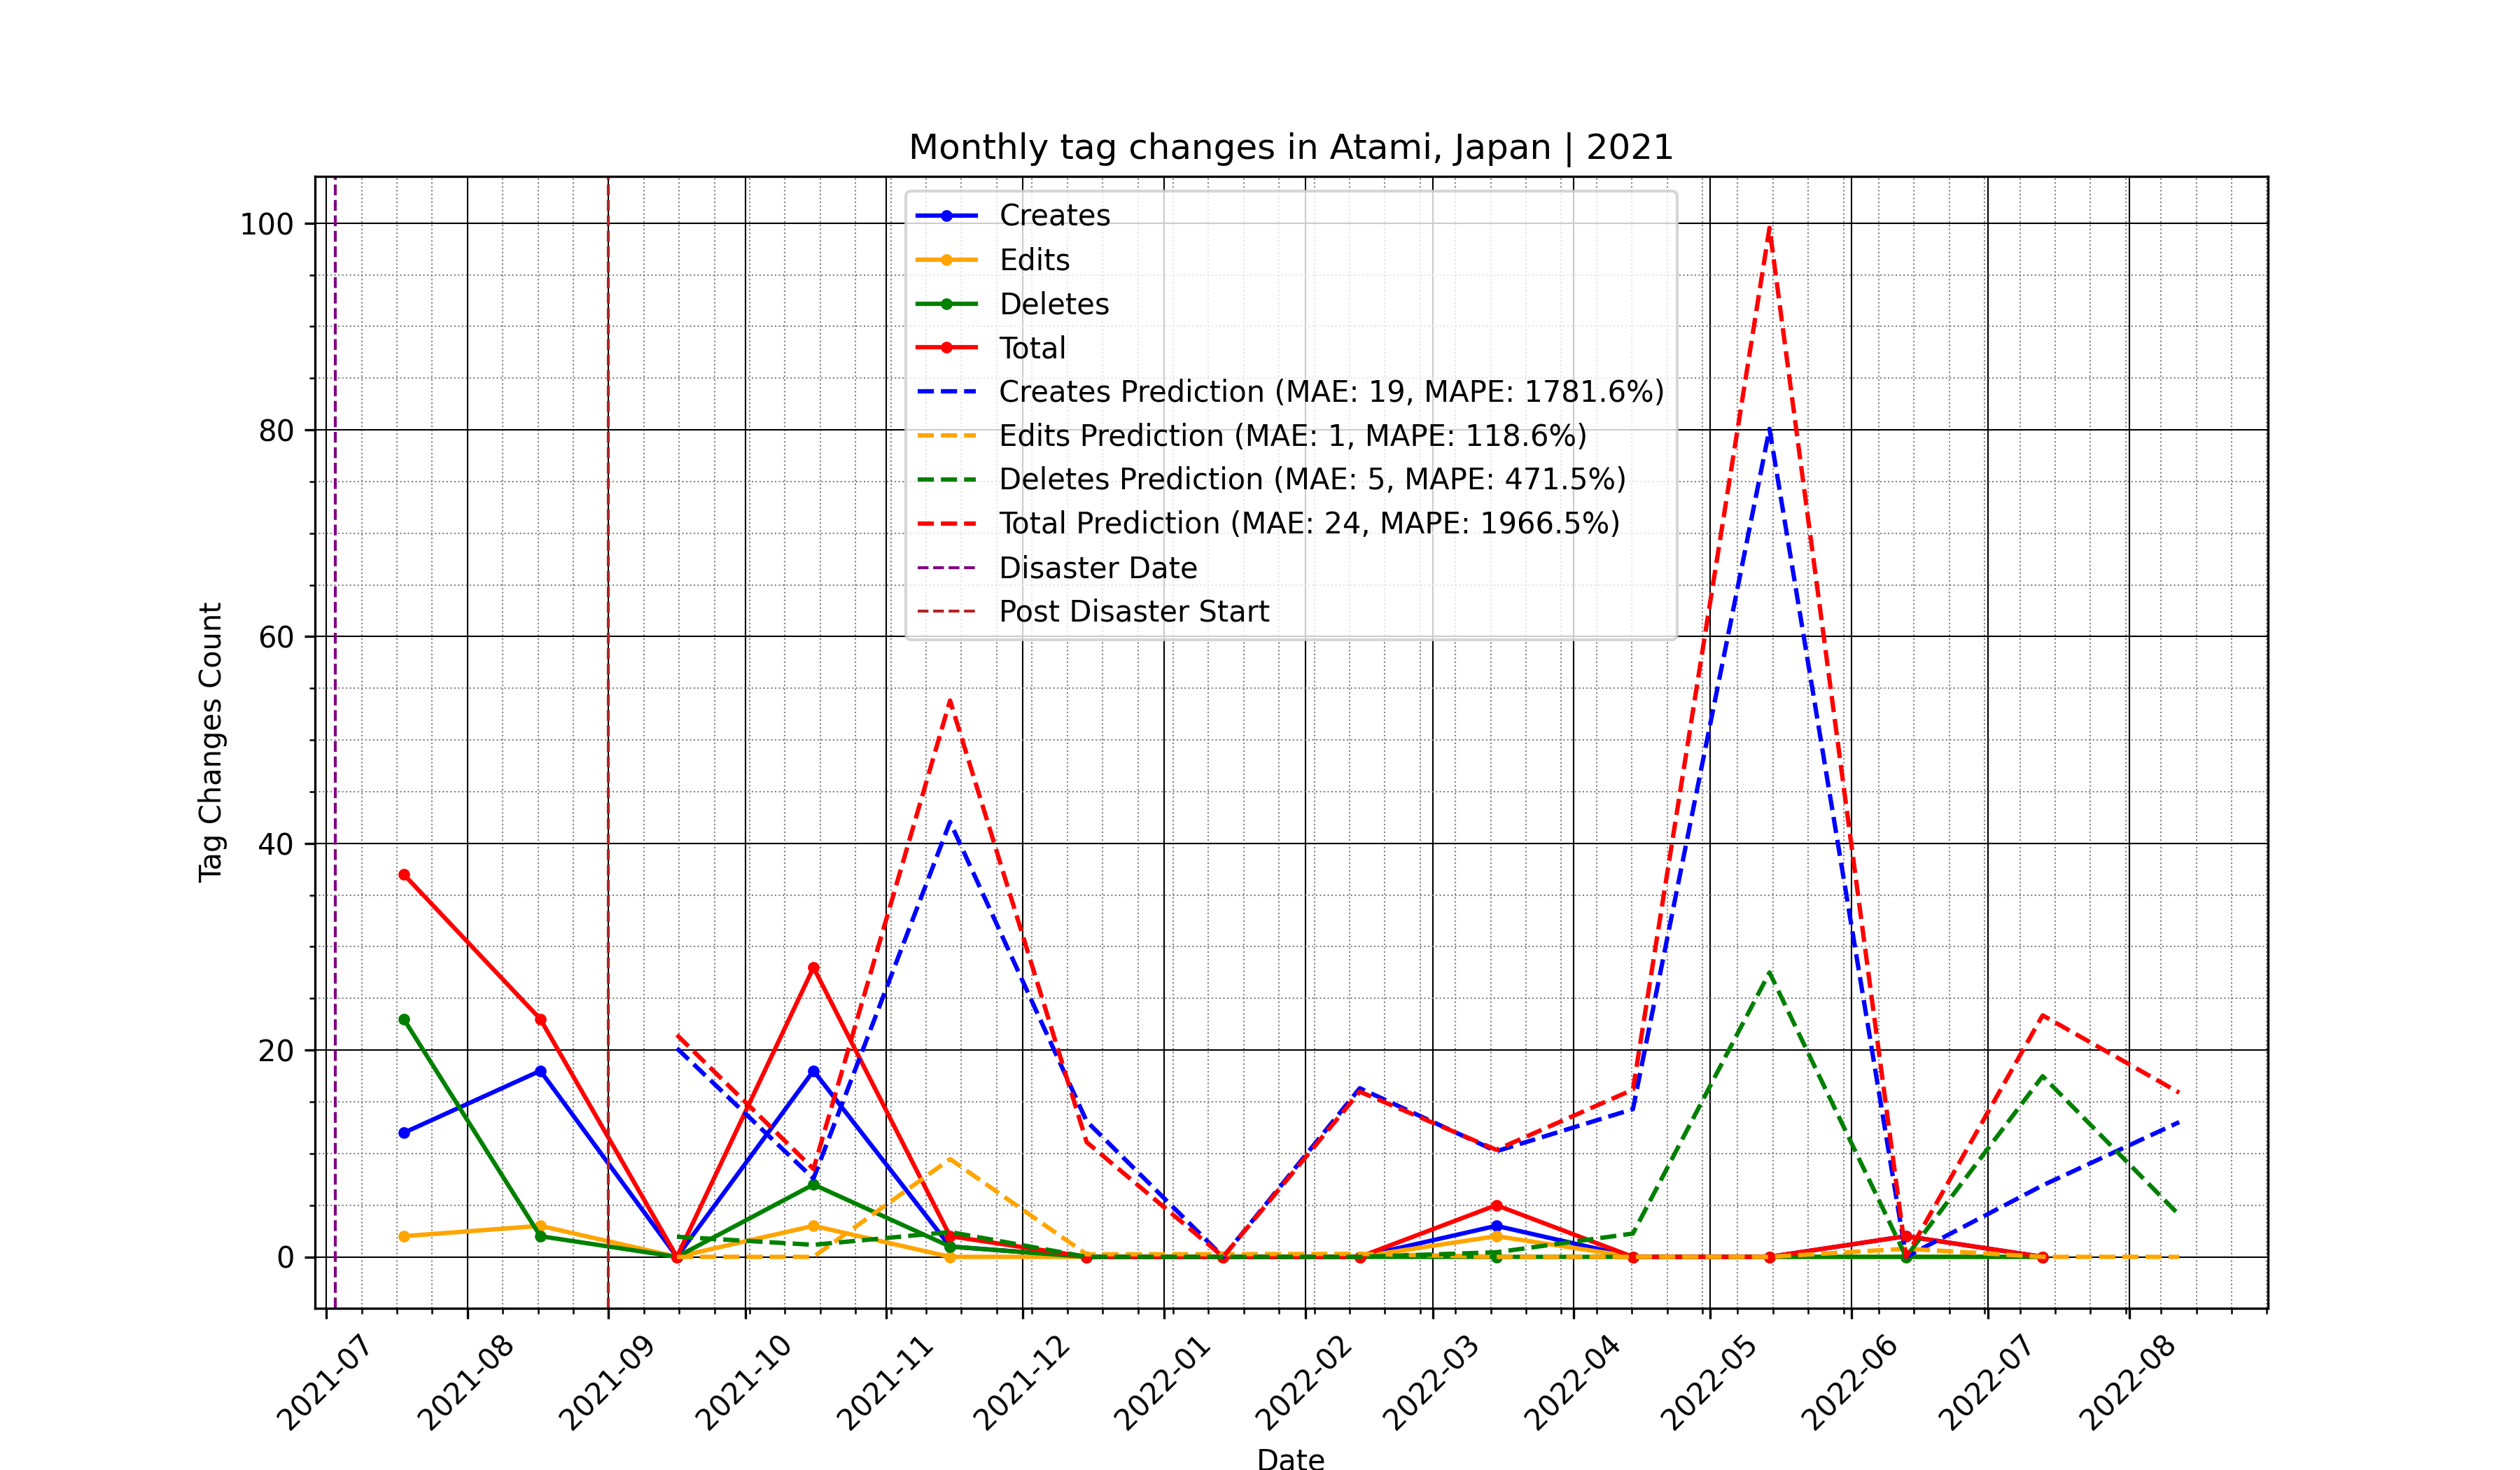 Monthly tag changes in Atami, Japan | 2021
Creates
Edits
Deletes
Total
Creates Prediction (MAE: 19, MAPE: 1781.6%)
Edits Prediction (MAE: 1, MAPE: 118.6%)
Deletes Prediction (MAE: 5, MAPE: 471.5%)
Total Prediction (MAE: 24, MAPE: 1966.5%)
Disaster Date
Post Disaster Start
Tag Changes Count
100
80
60
40
20
0
2021-07
2021-08
2021-09
2021-10
2021-11
2021-12
2022-01
2022-02
2022-03
2022-04
2022-05
2022-06
2022-07
2022-08
Date